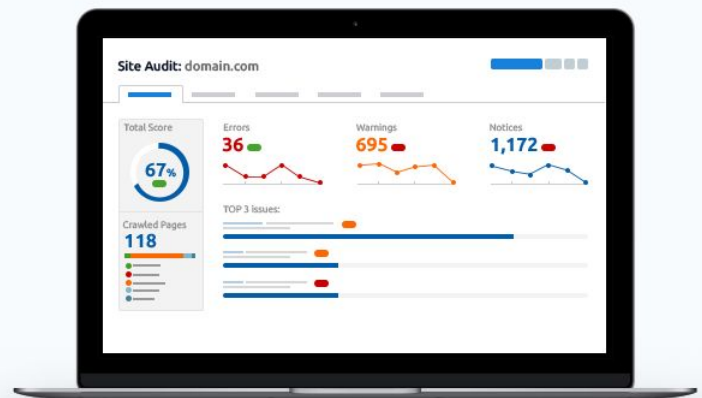 Site Audit: domain.com
Total Score
67%
Errors
36
Warnings
695
Notices
1,172
TOP 3 issues:
Crawled Pages
118